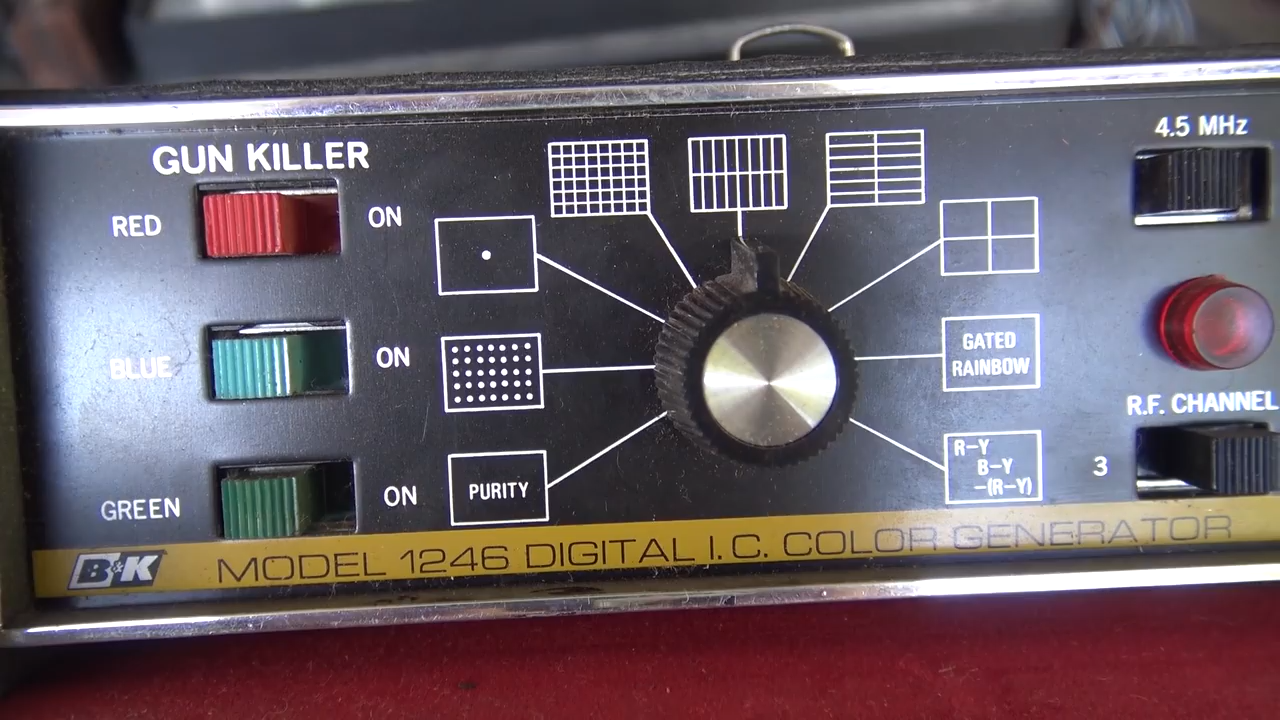 GUN KILLER
RED
ON
BLUE
ON
GREEN
ON
PURITY
GATED
RAINBOW
R-Y
B-Y
-(R-Y)
4.5 MHz
R.F. CHANNEL
3
B&K
MODEL 1246 DIGITAL I.C. COLOR GENERATOR